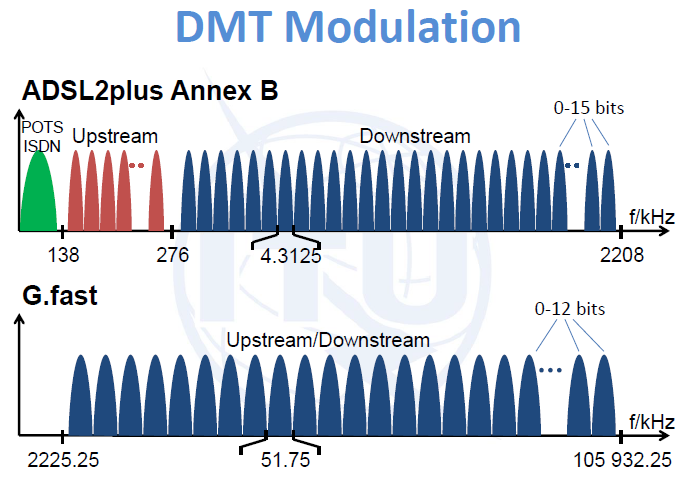 DMT Modulation
ADSL2plus Annex B
0-15 bits
POTS
ISDN
Upstream
Downstream
f/kHz
138
276
4.3125
2208
G.fast
0-12 bits
Upstream/Downstream
f/kHz
2225.25
51.75
105 932.25
ITU